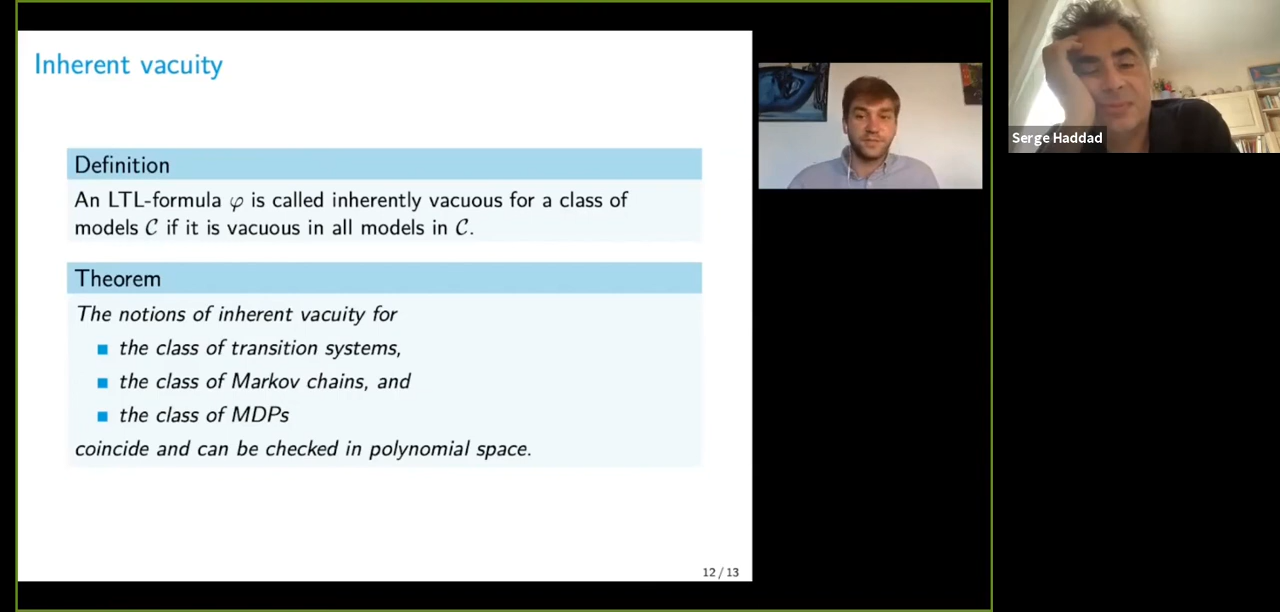 Inherent vacuity
Definition
An LTL-formula φ is called inherently vacuous for a class of
models 𝒞 if it is vacuous in all models in 𝒞.
Theorem
The notions of inherent vacuity for
■ the class of transition systems,
■ the class of Markov chains, and
■ the class of MDPs
coincide and can be checked in polynomial space.
12 / 13
Serge Haddad